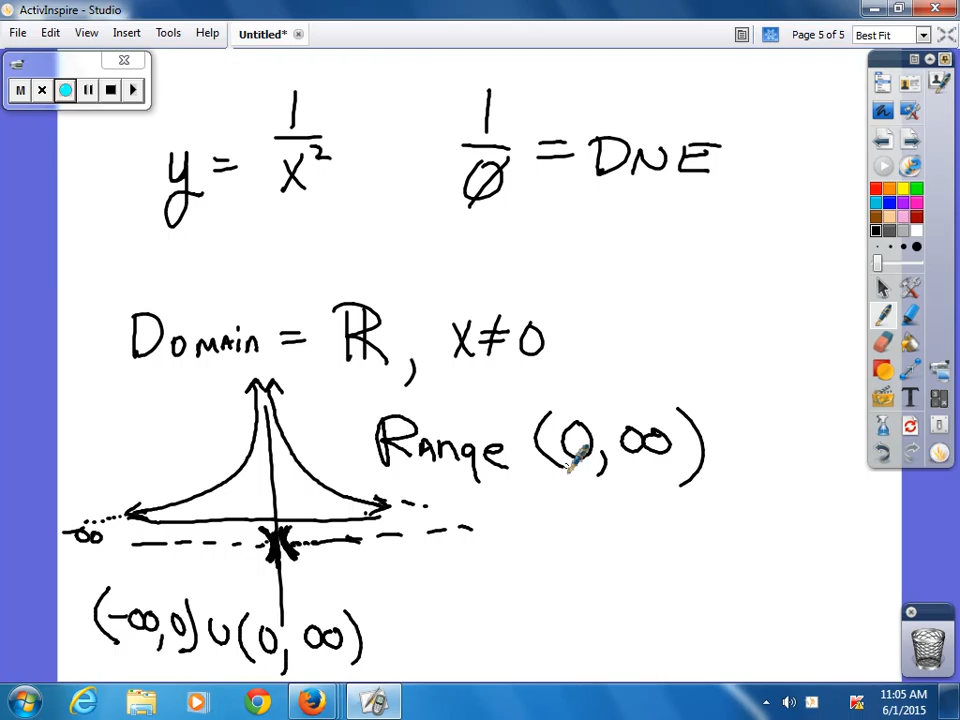 ActivInspire - Studio
File Edit View Insert Tools Help Untitled* Page 5 of 5 Best Fit
M
y = 1/x² 1/0 = DNE
Domain = ℝ, x≠0
Range (0, ∞)
-∞
(-∞,0)∪(0, ∞)
11:05 AM
6/1/2015